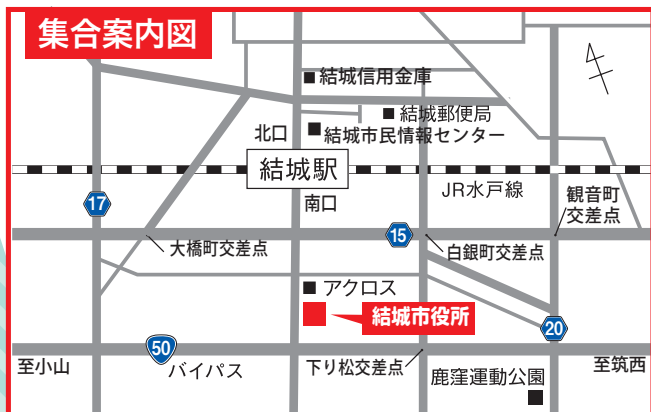 集合案内図
■ 結城信用金庫
■ 結城郵便局
北口
■ 結城市民情報センター
結城駅
JR水戸線
観音町
交差点
17
南口
15
大橋町交差点
白銀町交差点
■ アクロス
結城市役所
20
50
至小山
バイパス
下り松交差点
至筑西
鹿窪運動公園